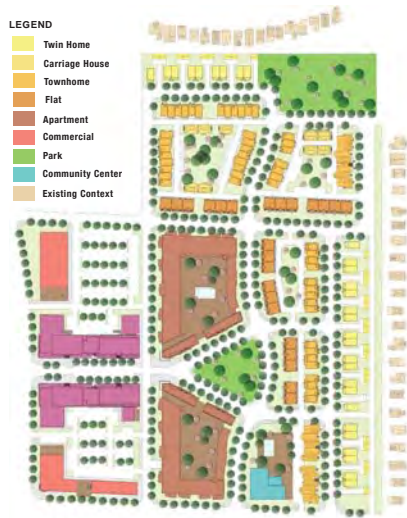 LEGEND
Twin Home
Carriage House
Townhome
Flat
Apartment
Commercial
Park
Community Center
Existing Context